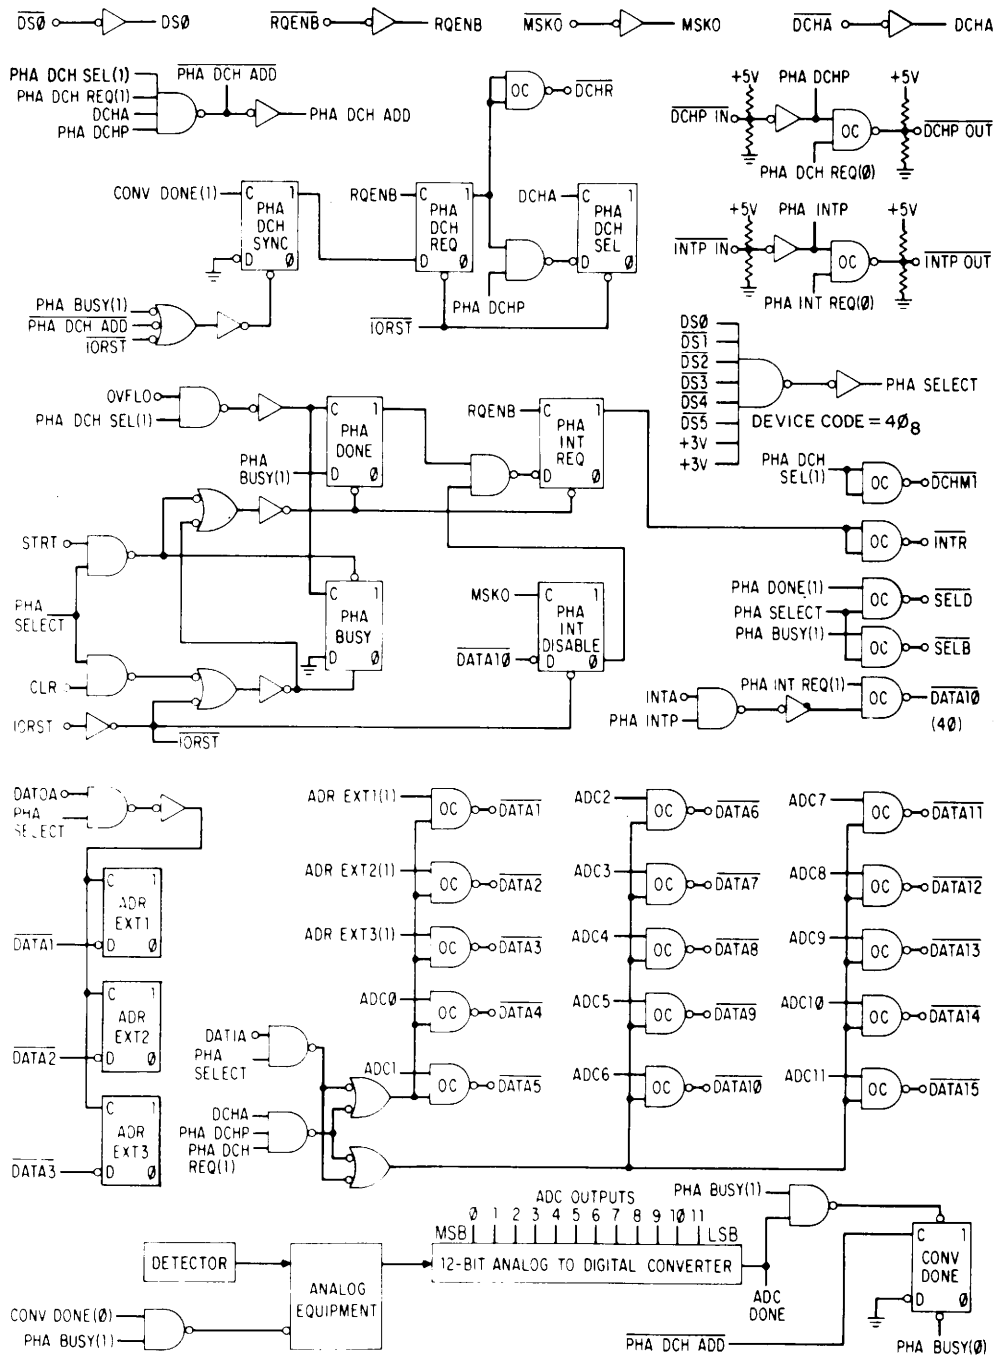 DSØ DSØ RQENB RQENB MSKO MSKO DCHA DCHA
PHA DCH SEL(1)
PHA DCH REQ(1)
DCHA
PHA DCHP
PHA DCH ADD
PHA DCH ADD
OC DCHR
+5V PHA DCHP +5V
DCHP IN OC DCHP OUT
PHA DCH REQ(Ø)
CONV DONE(1)
C 1
PHA
DCH
SYNC
D Ø
RQENB
C 1
PHA
DCH
REQ
D Ø
DCHA
C 1
PHA
DCH
SEL
D Ø
PHA DCHP
+5V PHA INTP +5V
INTP IN OC INTP OUT
PHA INT REQ(Ø)
PHA BUSY(1)
PHA DCH ADD
IORST
IORST
DSØ
DS1
DS2
DS3
DS4
DS5
+3V
+3V
PHA SELECT
DEVICE CODE = 4Ø8
OVFLO
PHA DCH SEL(1)
C 1
PHA
DONE
D Ø
PHA
BUSY(1)
RQENB
C 1
PHA
INT
REQ
D Ø
PHA DCH
SEL(1)
OC DCHM1
OC INTR
STRT
PHA
SELECT
CLR
IORST
IORST
C 1
PHA
BUSY
D Ø
MSKO
C 1
PHA
INT
DISABLE
D Ø
DATA1Ø
PHA DONE(1)
PHA SELECT
PHA BUSY(1)
OC SELD
OC SELB
INTA
PHA INTP
PHA INT REQ(1)
OC DATA1Ø
(4Ø)
DATOA
PHA
SELECT
C 1
ADR
EXT1
D Ø
DATA1
C 1
ADR
EXT2
D Ø
DATA2
C 1
ADR
EXT3
D Ø
DATA3
ADR EXT1(1) OC DATA1
ADR EXT2(1) OC DATA2
ADR EXT3(1) OC DATA3
ADCØ OC DATA4
ADC1 OC DATA5
DATIA
PHA
SELECT
DCHA
PHA DCHP
PHA DCH
REQ(1)
ADC2 OC DATA6
ADC3 OC DATA7
ADC4 OC DATA8
ADC5 OC DATA9
ADC6 OC DATA1Ø
ADC7 OC DATA11
ADC8 OC DATA12
ADC9 OC DATA13
ADC1Ø OC DATA14
ADC11 OC DATA15
ADC OUTPUTS
Ø 1 2 3 4 5 6 7 8 9 1Ø 11
MSB LSB
12-BIT ANALOG TO DIGITAL CONVERTER
DETECTOR
ANALOG
EQUIPMENT
CONV DONE(Ø)
PHA BUSY(1)
PHA BUSY(1)
ADC
DONE
C 1
CONV
DONE
D Ø
PHA DCH ADD
PHA BUSY(Ø)